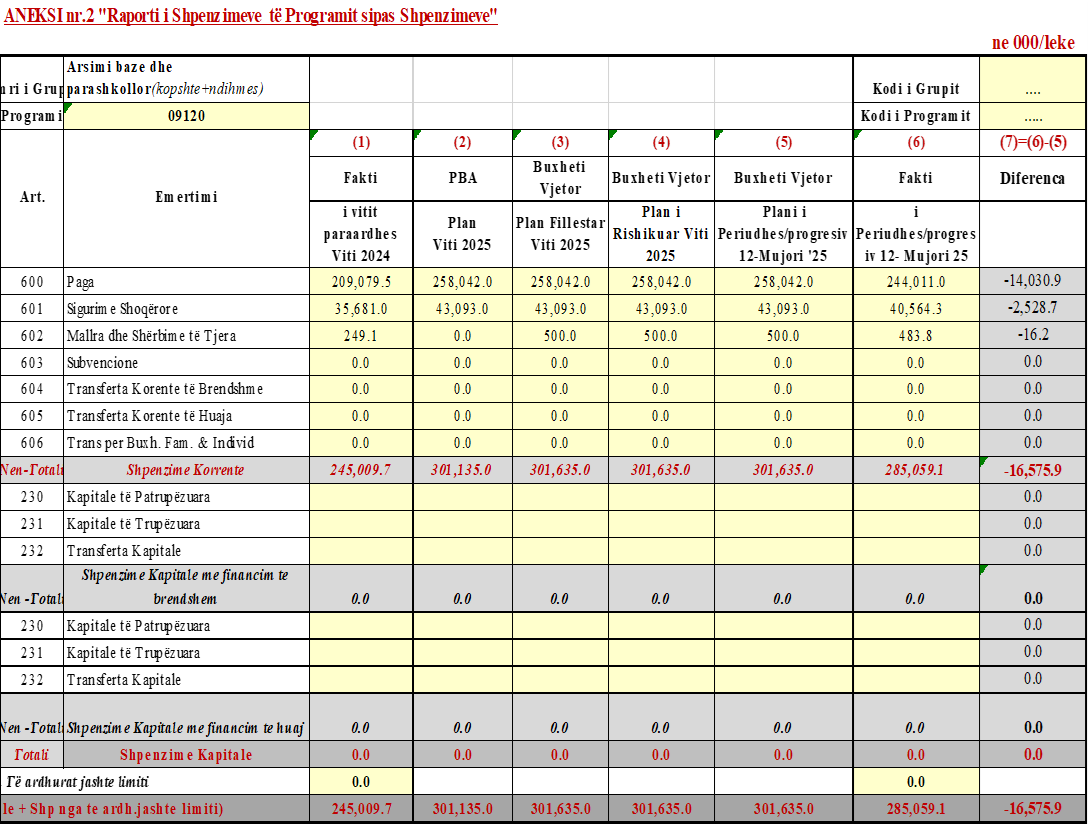 ANEKSI nr.2 "Raporti i Shpenzimeve të Programit sipas Shpenzimeve"
ne 000/leke
Arsimi baze dhe
ri i Grup parashkollor(kopshte+ndihmes) Kodi i Grupit ....
Programi 09120 Kodi i Programit .....
(1) (2) (3) (4) (5) (6) (7)=(6)-(5)
Art. Emertimi Fakti PBA Buxheti Vjetor Buxheti Vjetor Buxheti Vjetor Fakti Diferenca
i vitit paraardhes Viti 2024 Plan Viti 2025 Plan Fillestar Viti 2025 Plan i Rishikuar Viti 2025 Plani i Periudhes/progresiv 12-Mujori '25 i Periudhes/progresiv 12- Mujori 25
600 Paga 209,079.5 258,042.0 258,042.0 258,042.0 258,042.0 244,011.0 -14,030.9
601 Sigurime Shoqërore 35,681.0 43,093.0 43,093.0 43,093.0 43,093.0 40,564.3 -2,528.7
602 Mallra dhe Shërbime të Tjera 249.1 0.0 500.0 500.0 500.0 483.8 -16.2
603 Subvencione 0.0 0.0 0.0 0.0 0.0 0.0 0.0
604 Transferta Korente të Brendshme 0.0 0.0 0.0 0.0 0.0 0.0 0.0
605 Transferta Korente të Huaja 0.0 0.0 0.0 0.0 0.0 0.0 0.0
606 Trans per Buxh. Fam. & Individ 0.0 0.0 0.0 0.0 0.0 0.0 0.0
Nen-Totali Shpenzime Korrente 245,009.7 301,135.0 301,635.0 301,635.0 301,635.0 285,059.1 -16,575.9
230 Kapitale të Patrupëzuara 0.0
231 Kapitale të Trupëzuara 0.0
232 Transferta Kapitale 0.0
Shpenzime Kapitale me financim te
Nen -Totali brendshem 0.0 0.0 0.0 0.0 0.0 0.0 0.0
230 Kapitale të Patrupëzuara 0.0
231 Kapitale të Trupëzuara 0.0
232 Transferta Kapitale 0.0
Nen -Totali Shpenzime Kapitale me financim te huaj 0.0 0.0 0.0 0.0 0.0 0.0 0.0
Totali Shpenzime Kapitale 0.0 0.0 0.0 0.0 0.0 0.0 0.0
Të ardhurat jashte limiti 0.0 0.0
le + Shp nga te ardh.jashte limiti) 245,009.7 301,135.0 301,635.0 301,635.0 301,635.0 285,059.1 -16,575.9